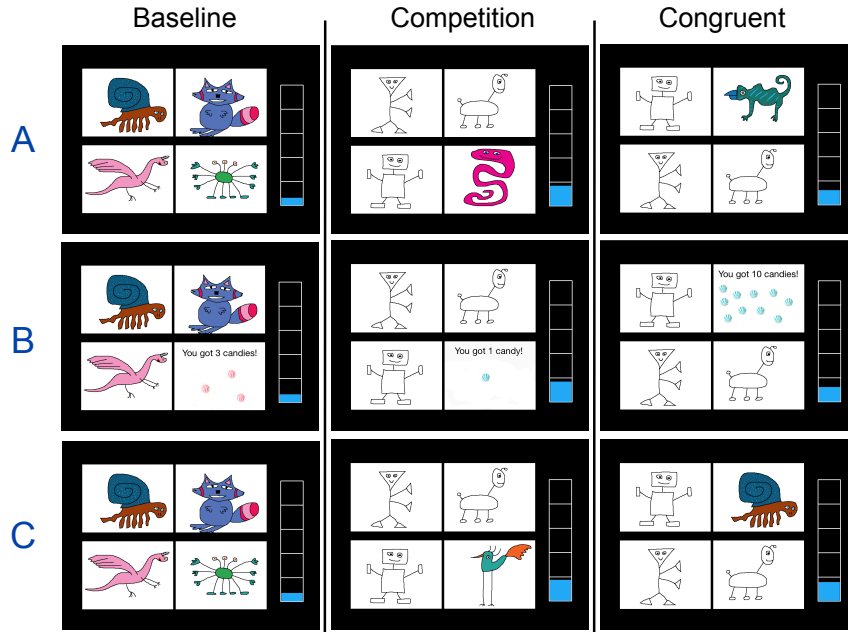 Baseline Competition Congruent
A
B
You got 3 candies!
You got 1 candy!
You got 10 candies!
C